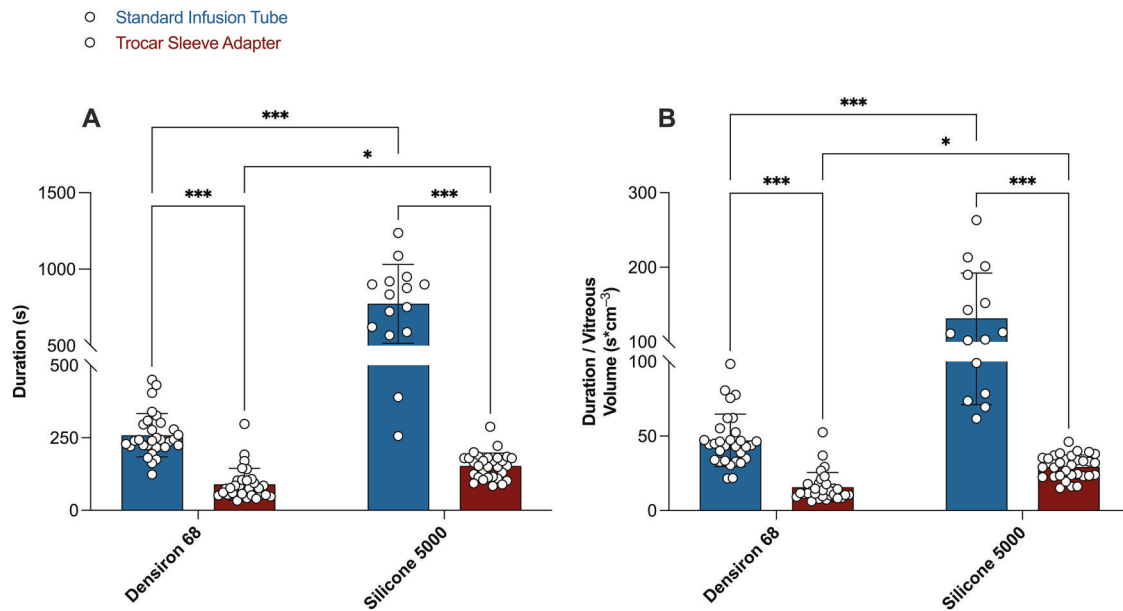 Standard Infusion Tube
Trocar Sleeve Adapter
A
***
*
***
***
1500
1000
500
500
250
0
Duration (s)
Densiron 68
Silicone 5000
B
***
*
***
***
300
200
100
100
50
0
Duration / Vitreous
Volume (s*cm⁻³)
Densiron 68
Silicone 5000